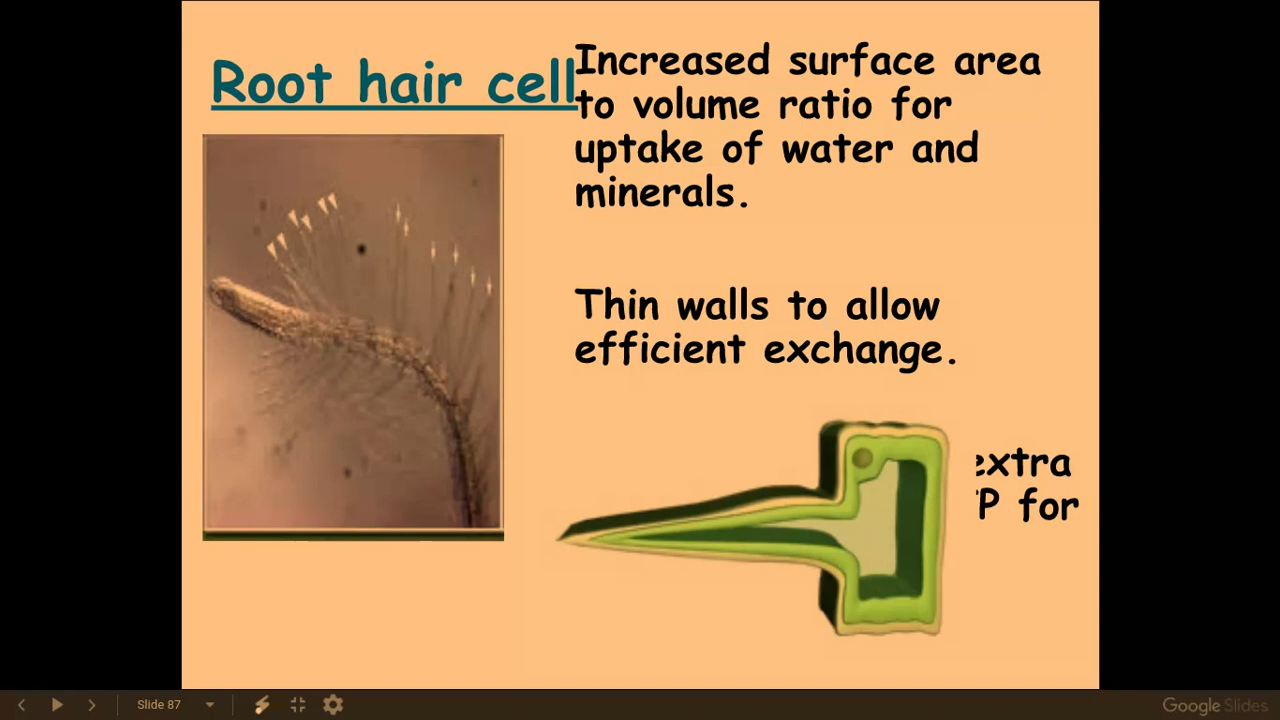 Root hair cell
Increased surface area
to volume ratio for
uptake of water and
minerals.
Thin walls to allow
efficient exchange.
extra
P for
Slide 87
Google Slides